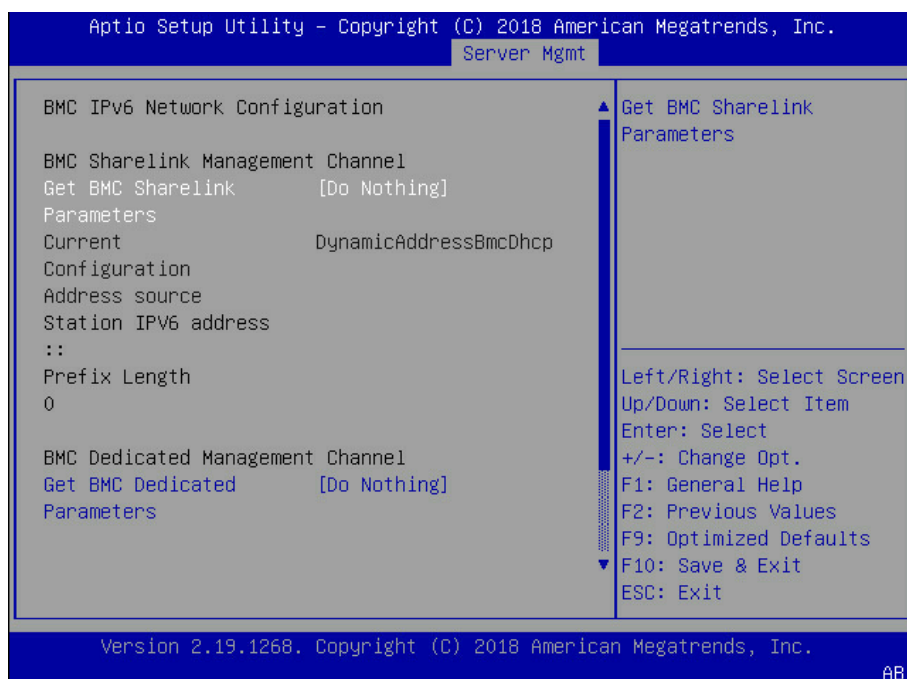 Aptio Setup Utility – Copyright (C) 2018 American Megatrends, Inc.
Server Mgmt
BMC IPv6 Network Configuration
BMC Sharelink Management Channel
Get BMC Sharelink [Do Nothing]
Parameters
Current DynamicAddressBmcDhcp
Configuration
Address source
Station IPV6 address
::
Prefix Length
0
BMC Dedicated Management Channel
Get BMC Dedicated [Do Nothing]
Parameters
Get BMC Sharelink
Parameters
Left/Right: Select Screen
Up/Down: Select Item
Enter: Select
+/-: Change Opt.
F1: General Help
F2: Previous Values
F9: Optimized Defaults
F10: Save & Exit
ESC: Exit
Version 2.19.1268. Copyright (C) 2018 American Megatrends, Inc.
AB